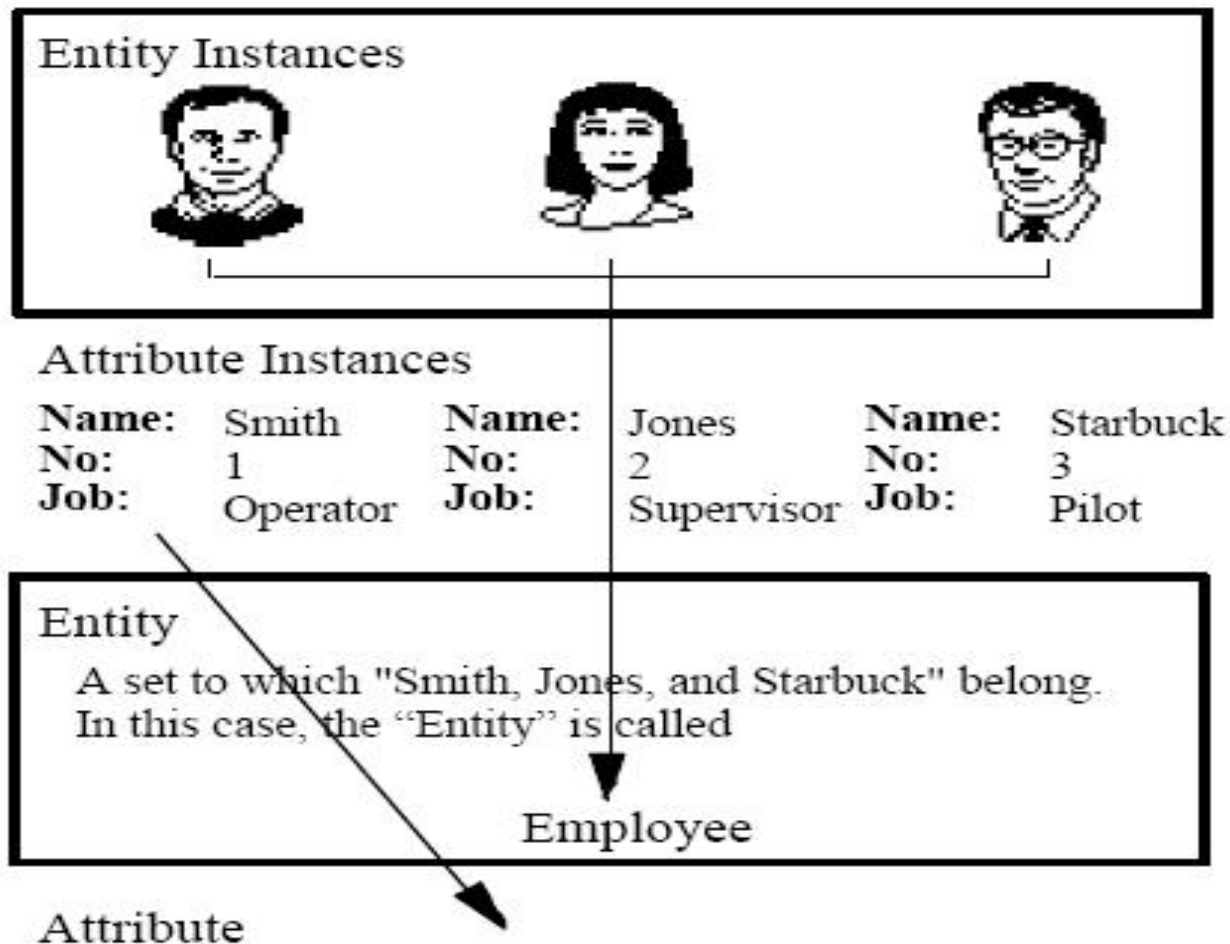 Entity Instances
Attribute Instances
Name: Smith Name: Jones Name: Starbuck
No: 1 No: 2 No: 3
Job: Operator Job: Supervisor Job: Pilot
Entity
A set to which "Smith, Jones, and Starbuck" belong.
In this case, the “Entity” is called
Employee
Attribute